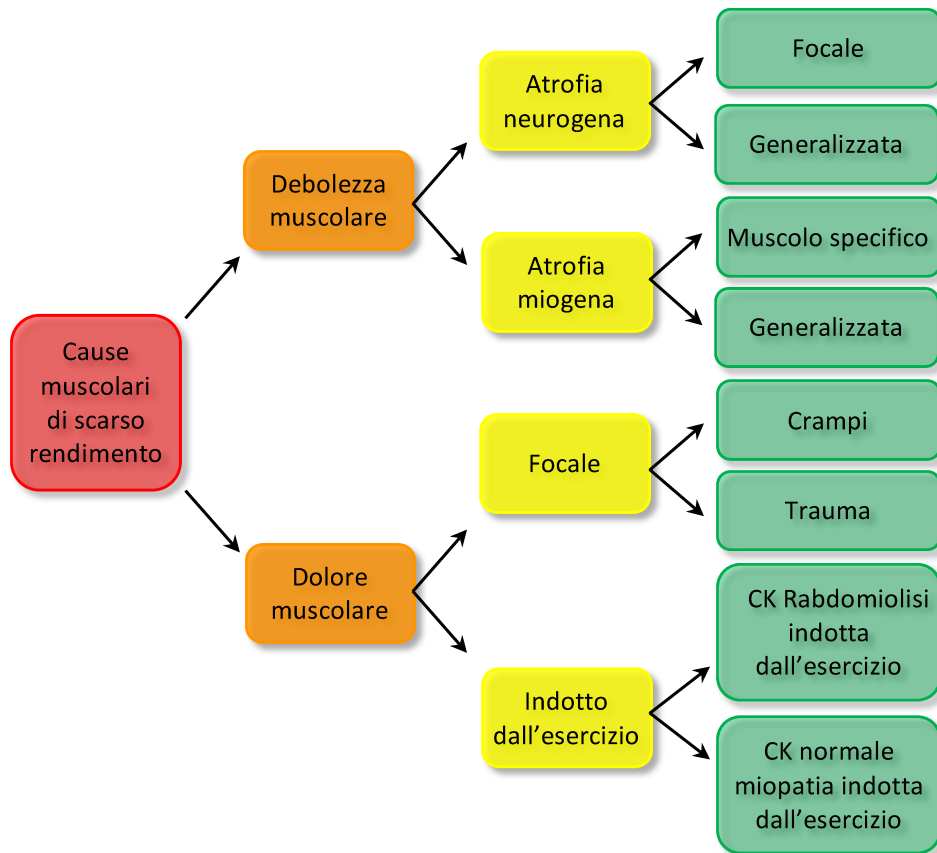 Cause
muscolari
di scarso
rendimento
Debolezza
muscolare
Dolore
muscolare
Atrofia
neurogena
Atrofia
miogena
Focale
Indotto
dall’esercizio
Focale
Generalizzata
Muscolo specifico
Generalizzata
Crampi
Trauma
CK Rabdomiolisi
indotta
dall’esercizio
CK normale
miopatia indotta
dall’esercizio